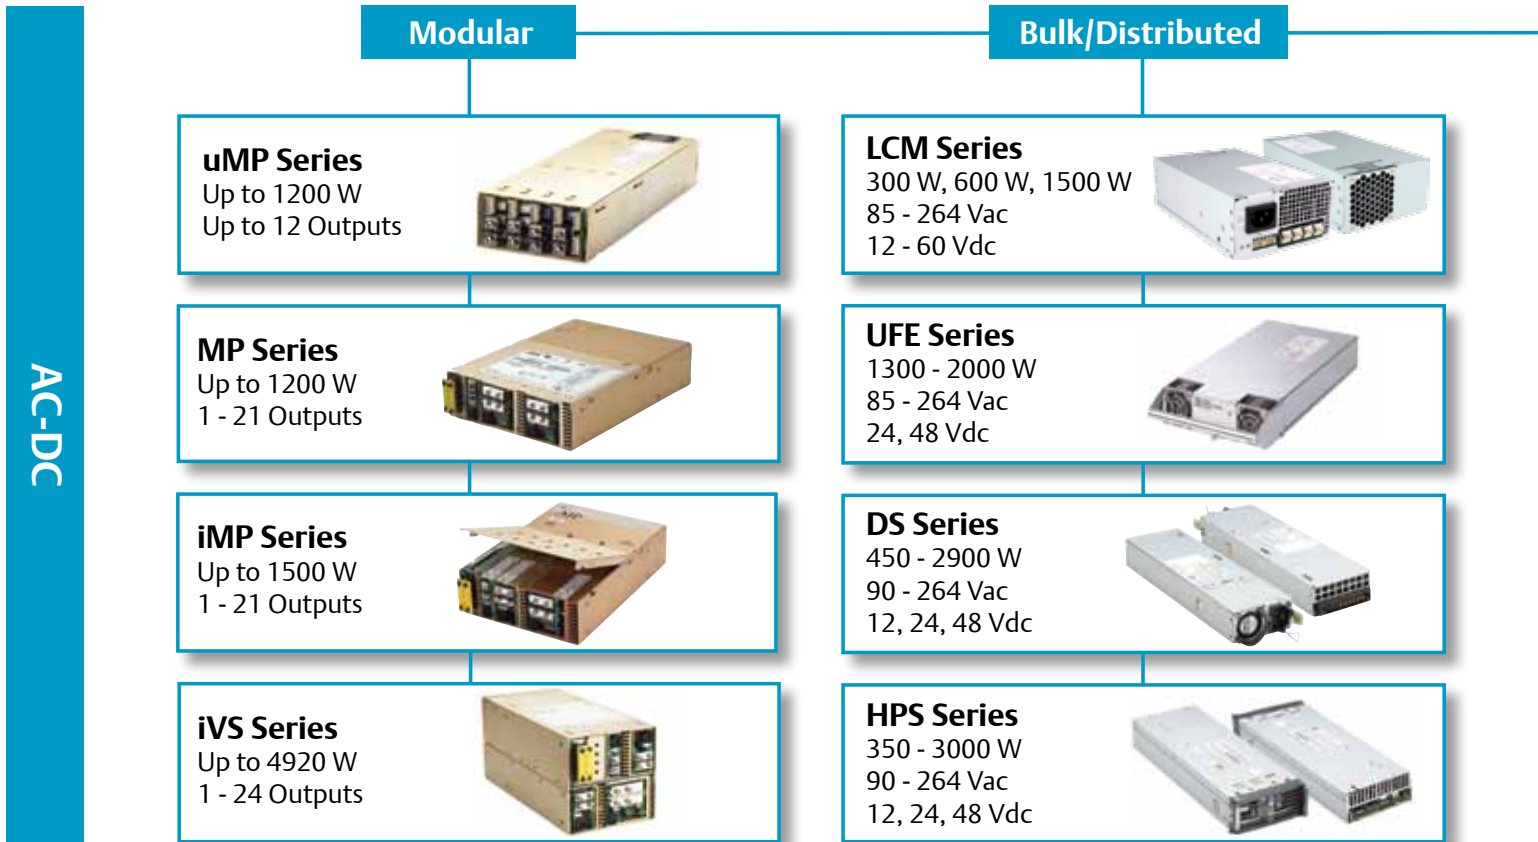 AC-DC
Modular
Bulk/Distributed
uMP Series
Up to 1200 W
Up to 12 Outputs
MP Series
Up to 1200 W
1 - 21 Outputs
iMP Series
Up to 1500 W
1 - 21 Outputs
iVS Series
Up to 4920 W
1 - 24 Outputs
LCM Series
300 W, 600 W, 1500 W
85 - 264 Vac
12 - 60 Vdc
UFE Series
1300 - 2000 W
85 - 264 Vac
24, 48 Vdc
DS Series
450 - 2900 W
90 - 264 Vac
12, 24, 48 Vdc
HPS Series
350 - 3000 W
90 - 264 Vac
12, 24, 48 Vdc